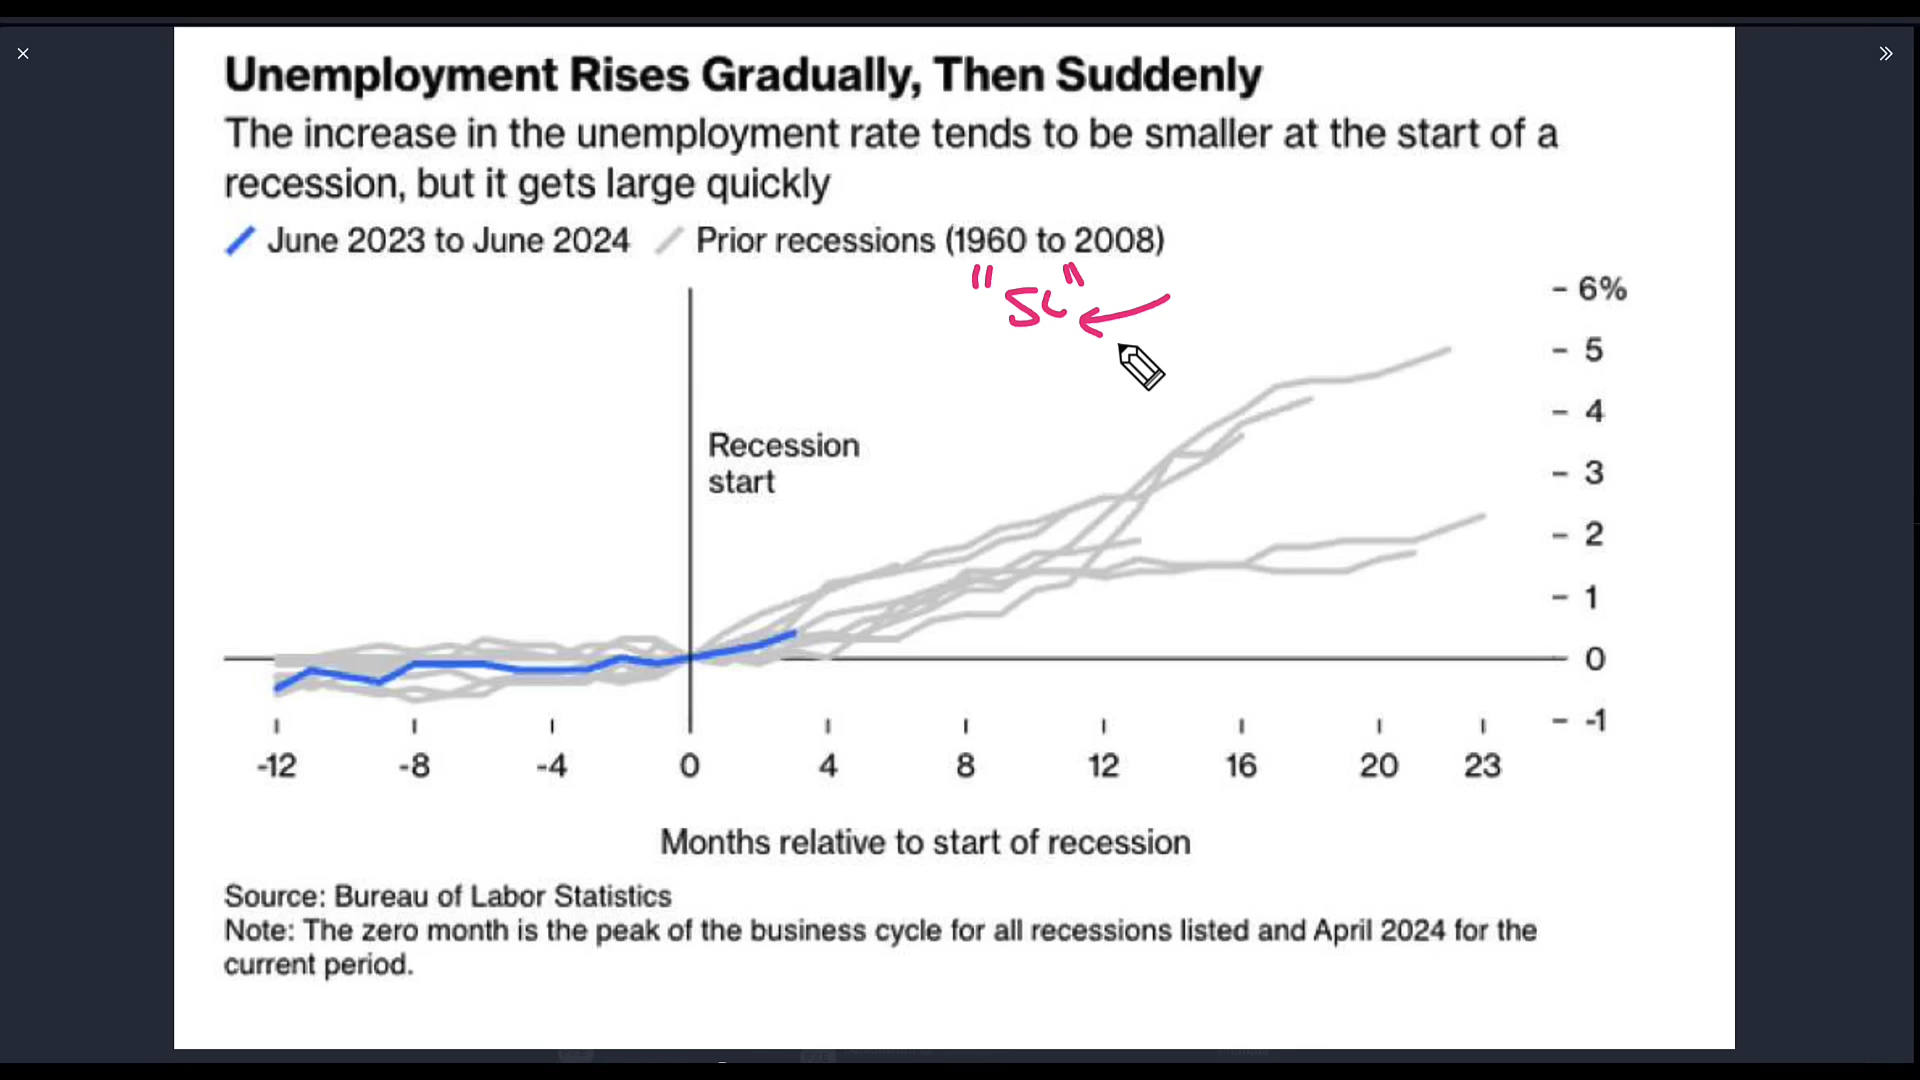 Unemployment Rises Gradually, Then Suddenly
The increase in the unemployment rate tends to be smaller at the start of a
recession, but it gets large quickly
June 2023 to June 2024 Prior recessions (1960 to 2008)
"SL"
Recession
start
- 6%
- 5
- 4
- 3
- 2
- 1
0
- -1
-12 -8 -4 0 4 8 12 16 20 23
Months relative to start of recession
Source: Bureau of Labor Statistics
Note: The zero month is the peak of the business cycle for all recessions listed and April 2024 for the
current period.